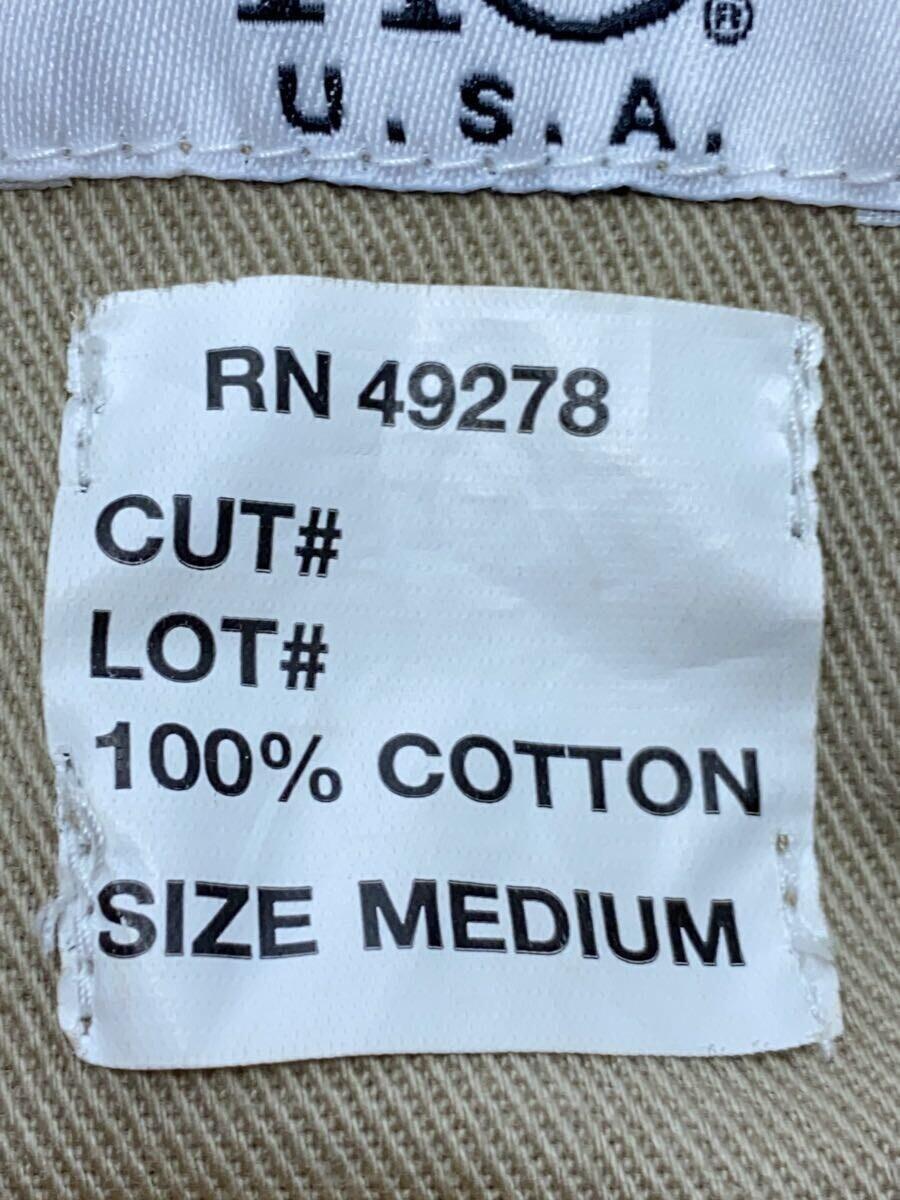 ®
U.S.A.
RN 49278
CUT#
LOT#
100% COTTON
SIZE MEDIUM